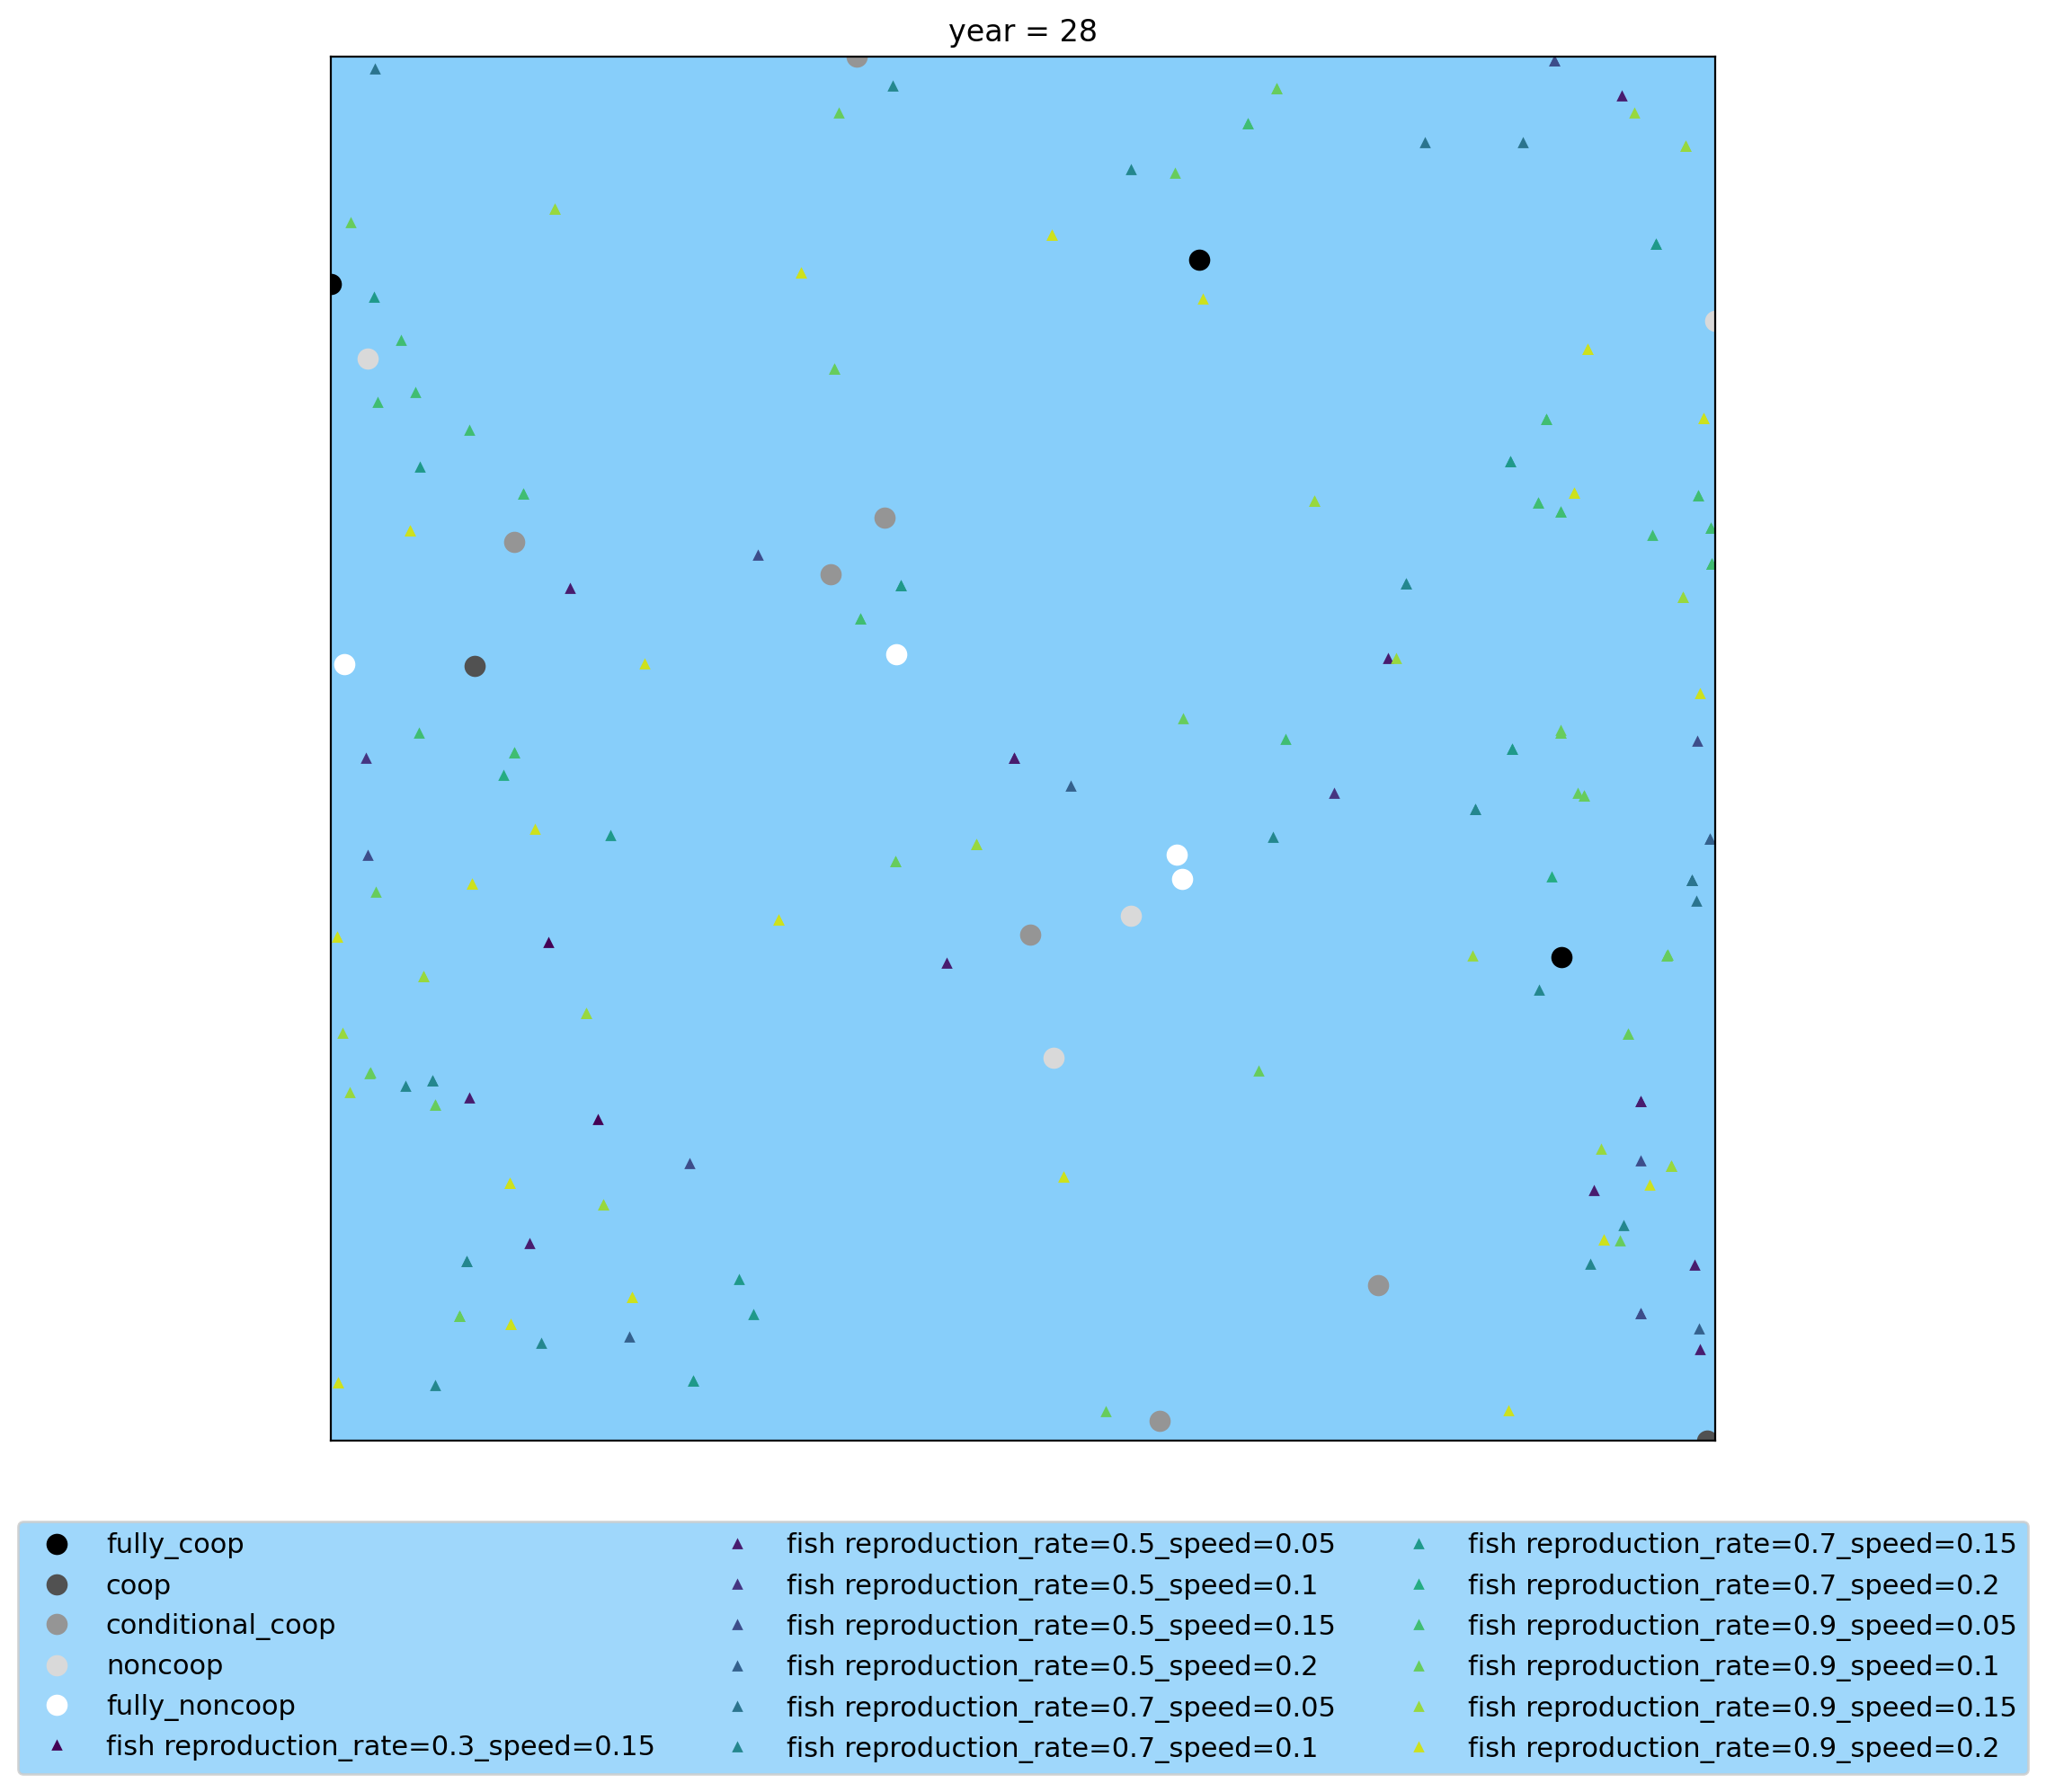 year = 28
fully_coop
coop
conditional_coop
noncoop
fully_noncoop
fish reproduction_rate=0.3_speed=0.15
fish reproduction_rate=0.5_speed=0.05
fish reproduction_rate=0.5_speed=0.1
fish reproduction_rate=0.5_speed=0.15
fish reproduction_rate=0.5_speed=0.2
fish reproduction_rate=0.7_speed=0.05
fish reproduction_rate=0.7_speed=0.1
fish reproduction_rate=0.7_speed=0.15
fish reproduction_rate=0.7_speed=0.2
fish reproduction_rate=0.9_speed=0.05
fish reproduction_rate=0.9_speed=0.1
fish reproduction_rate=0.9_speed=0.15
fish reproduction_rate=0.9_speed=0.2